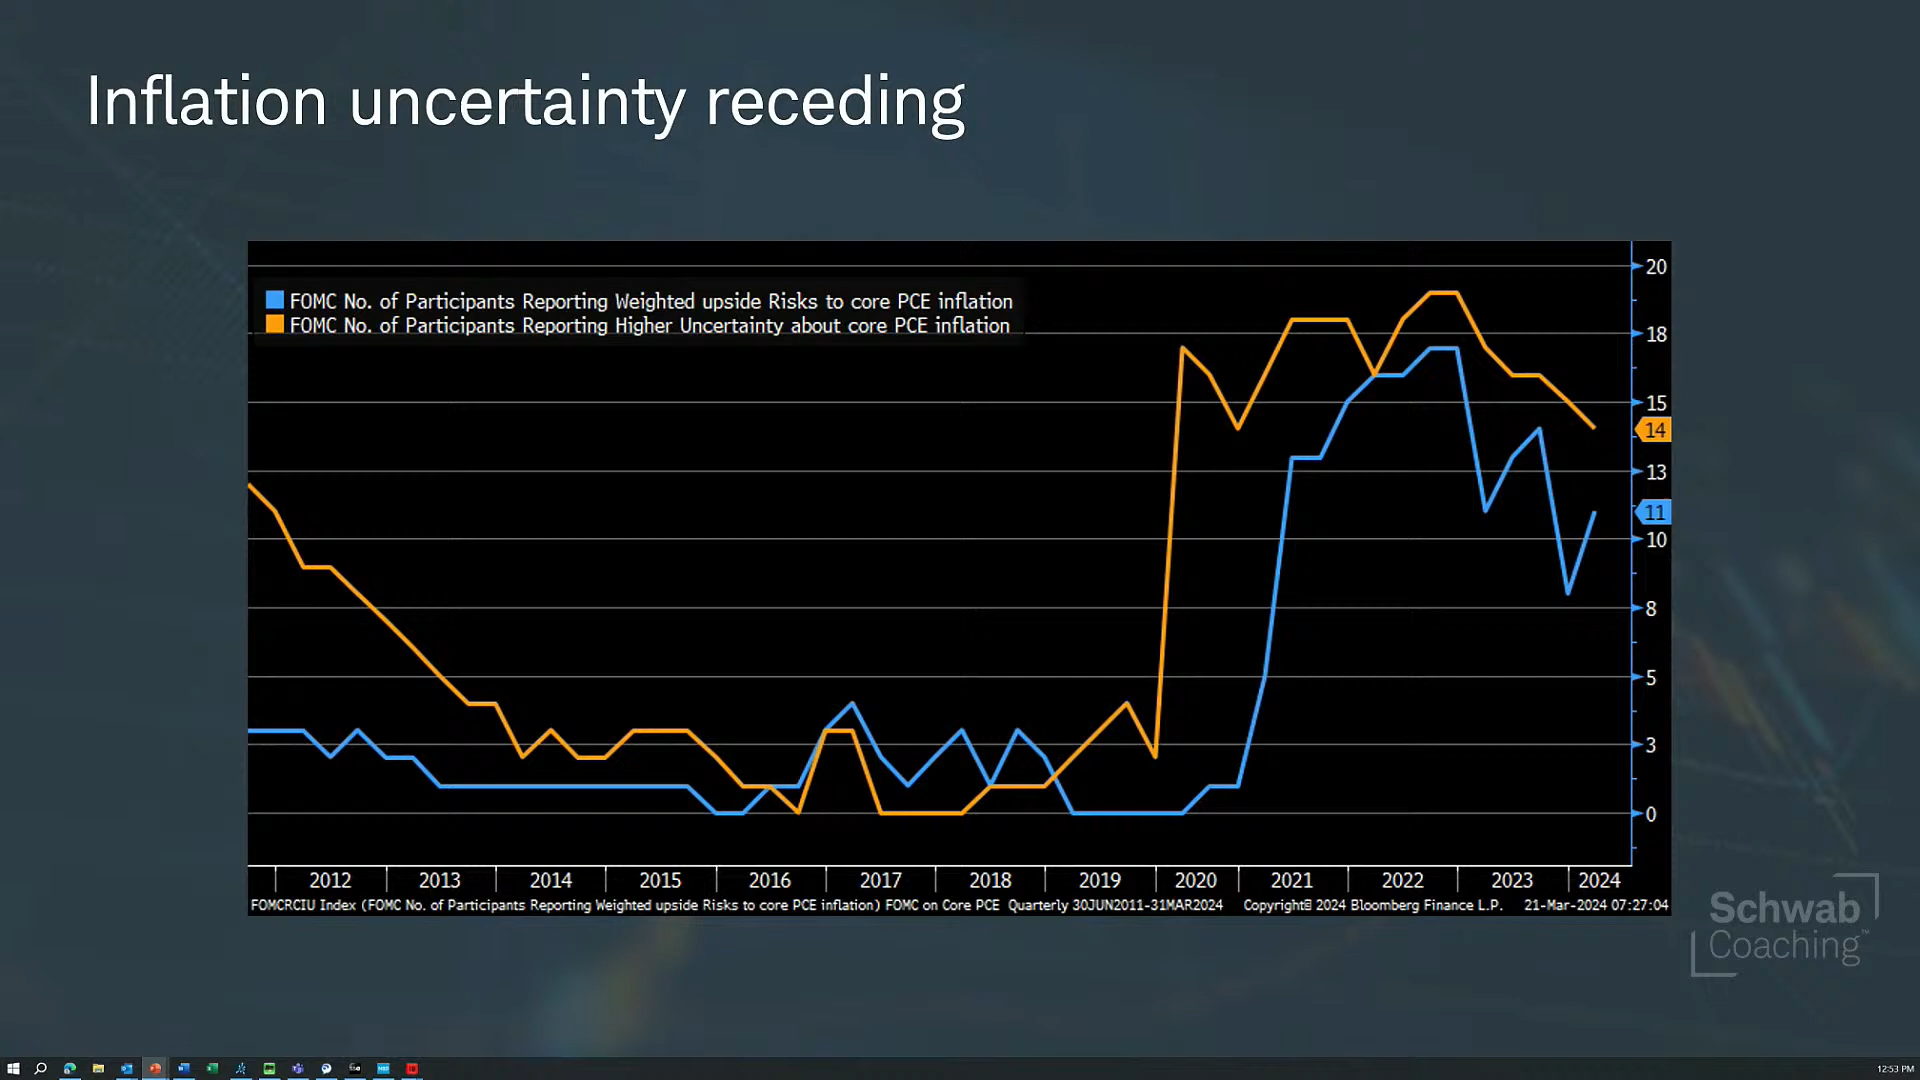 Inflation uncertainty receding
FOMC No. of Participants Reporting Weighted upside Risks to core PCE inflation
FOMC No. of Participants Reporting Higher Uncertainty about core PCE inflation
20
18
15
14
13
11
10
8
5
3
0
2012 2013 2014 2015 2016 2017 2018 2019 2020 2021 2022 2023 2024
FOMCRCIU Index (FOMC No. of Participants Reporting Weighted upside Risks to core PCE inflation) FOMC on Core PCE Quarterly 30JUN2011-31MAR2024 Copyright© 2024 Bloomberg Finance L.P. 21-Mar-2024 07:27:04
Schwab
Coaching™
12:53 PM